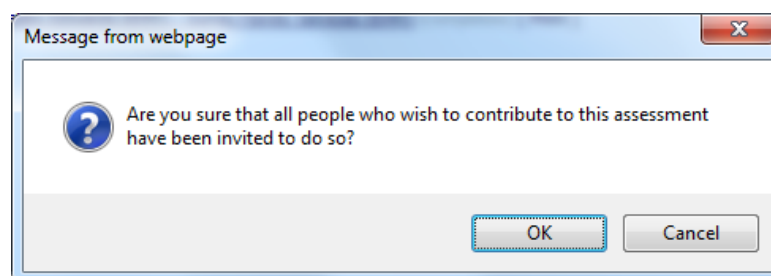 Message from webpage
Are you sure that all people who wish to contribute to this assessment
have been invited to do so?
OK
Cancel